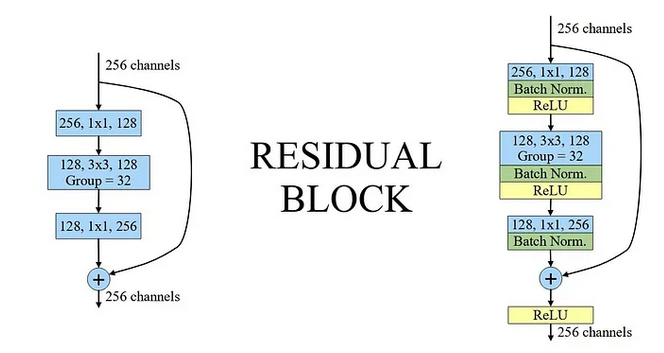 256 channels
256, 1x1, 128
128, 3x3, 128
Group = 32
128, 1x1, 256
+
256 channels
RESIDUAL
BLOCK
256 channels
256, 1x1, 128
Batch Norm.
ReLU
128, 3x3, 128
Group = 32
Batch Norm.
ReLU
128, 1x1, 256
Batch Norm.
+
ReLU
256 channels